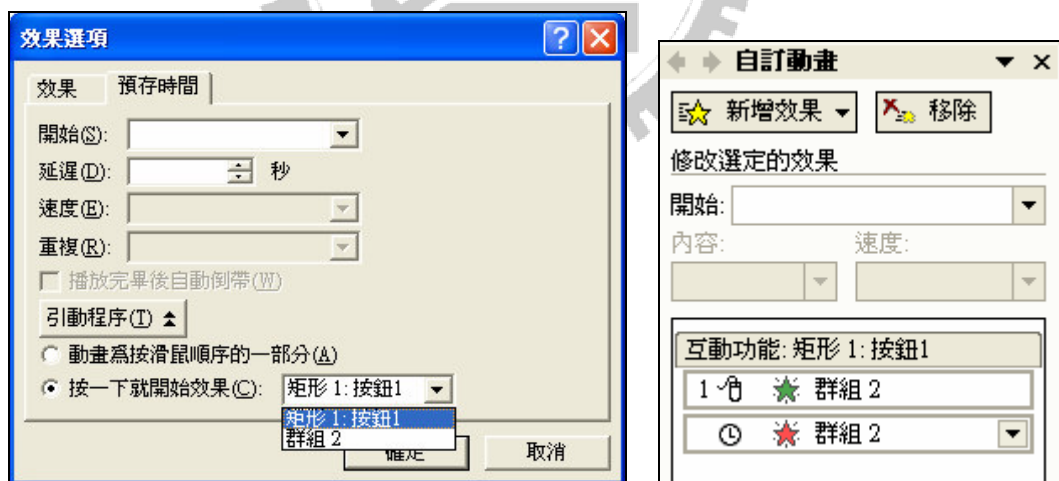 效果選項
效果 預存時間
開始(S):
延遲(D): 秒
速度(E):
重複(R):
播放完畢後自動倒帶(W)
引動程序(T)
動畫爲按滑鼠順序的一部分(A)
按一下就開始效果(C): 矩形 1: 按鈕1
矩形 1: 按鈕1
群組 2
確定 取消
自訂動畫
新增效果 移除
修改選定的效果
開始:
內容: 速度:
互動功能: 矩形 1: 按鈕1
1 群組 2
群組 2